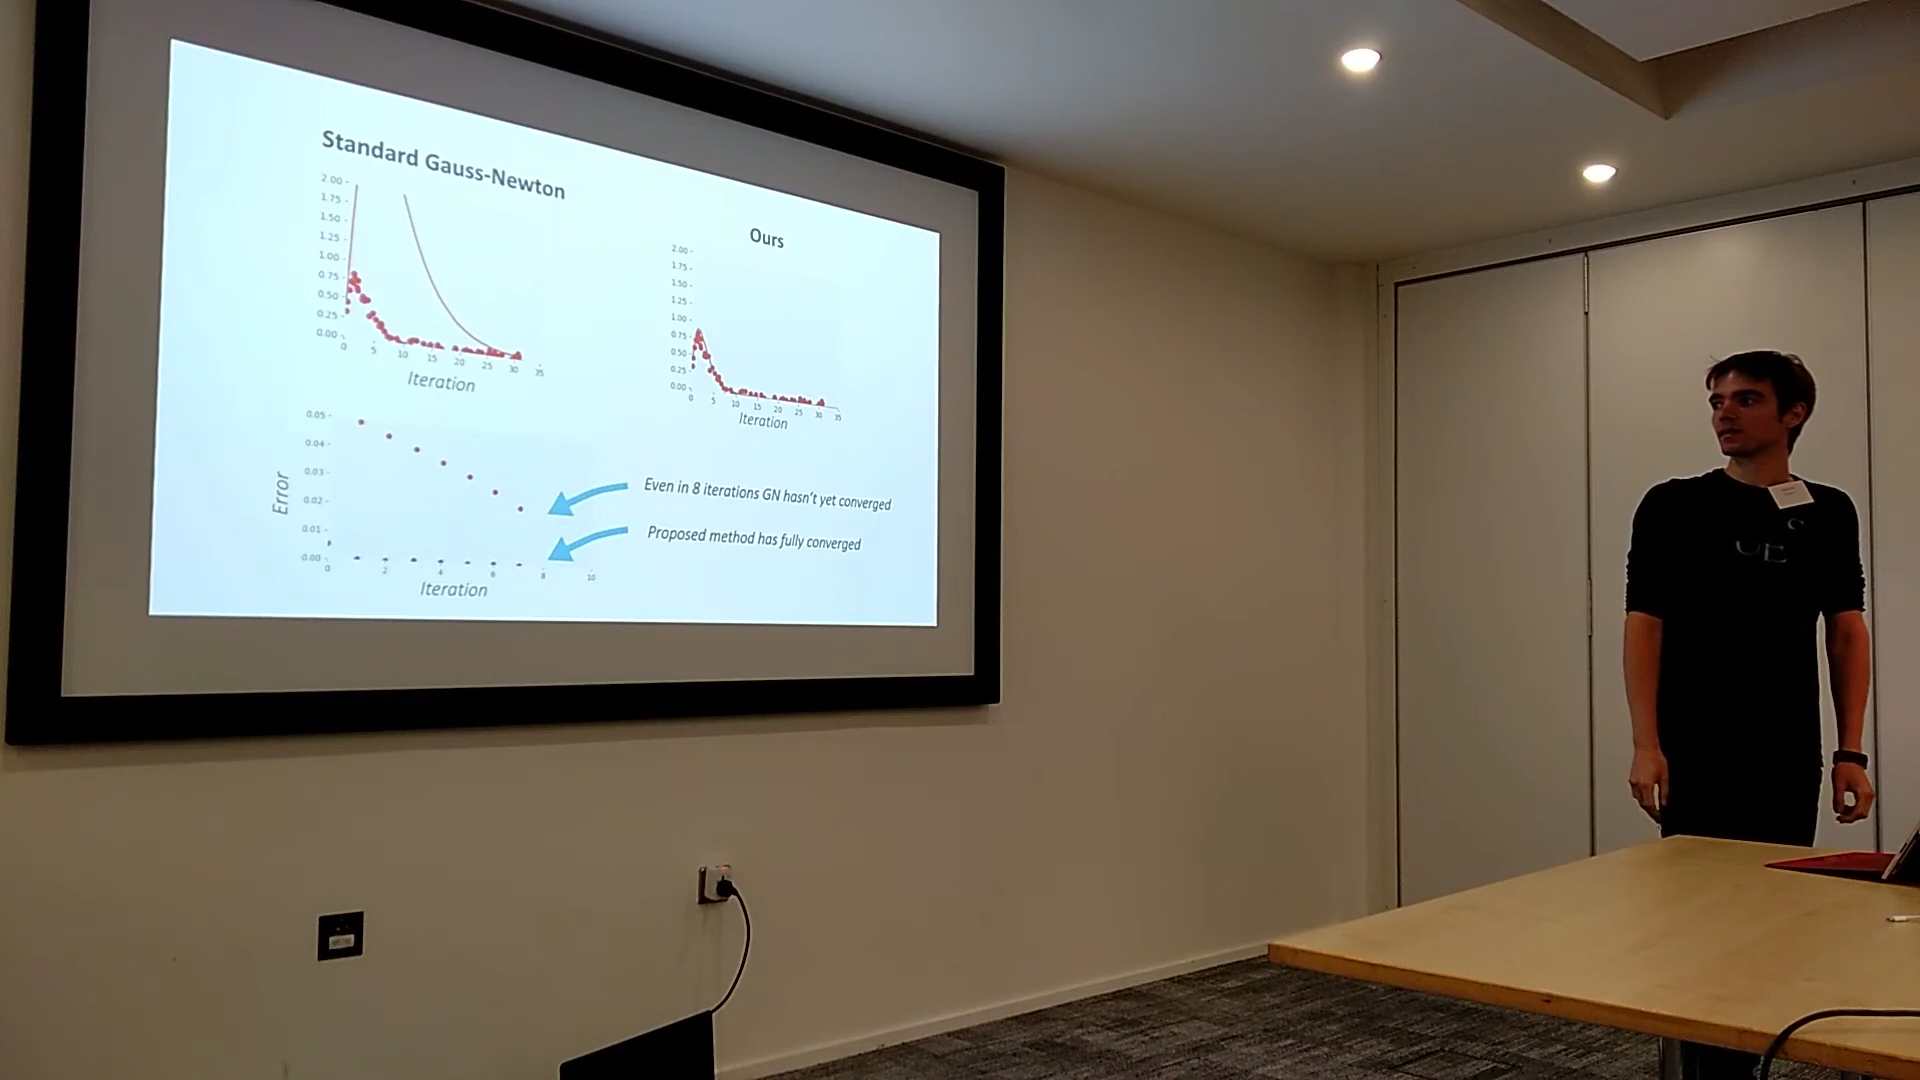 Standard Gauss-Newton
2.00
1.75
1.50
1.25
1.00
0.75
0.50
0.25
0.00
0 5 10 15 20 25 30 35
Iteration
Ours
2.00
1.75
1.50
1.25
1.00
0.75
0.50
0.25
0.00
0 5 10 15 20 25 30 35
Iteration
Error
0.05
0.04
0.03
0.02
0.01
0.00
0 2 4 6 8 10
Iteration
Even in 8 iterations GN hasn't yet converged
Proposed method has fully converged